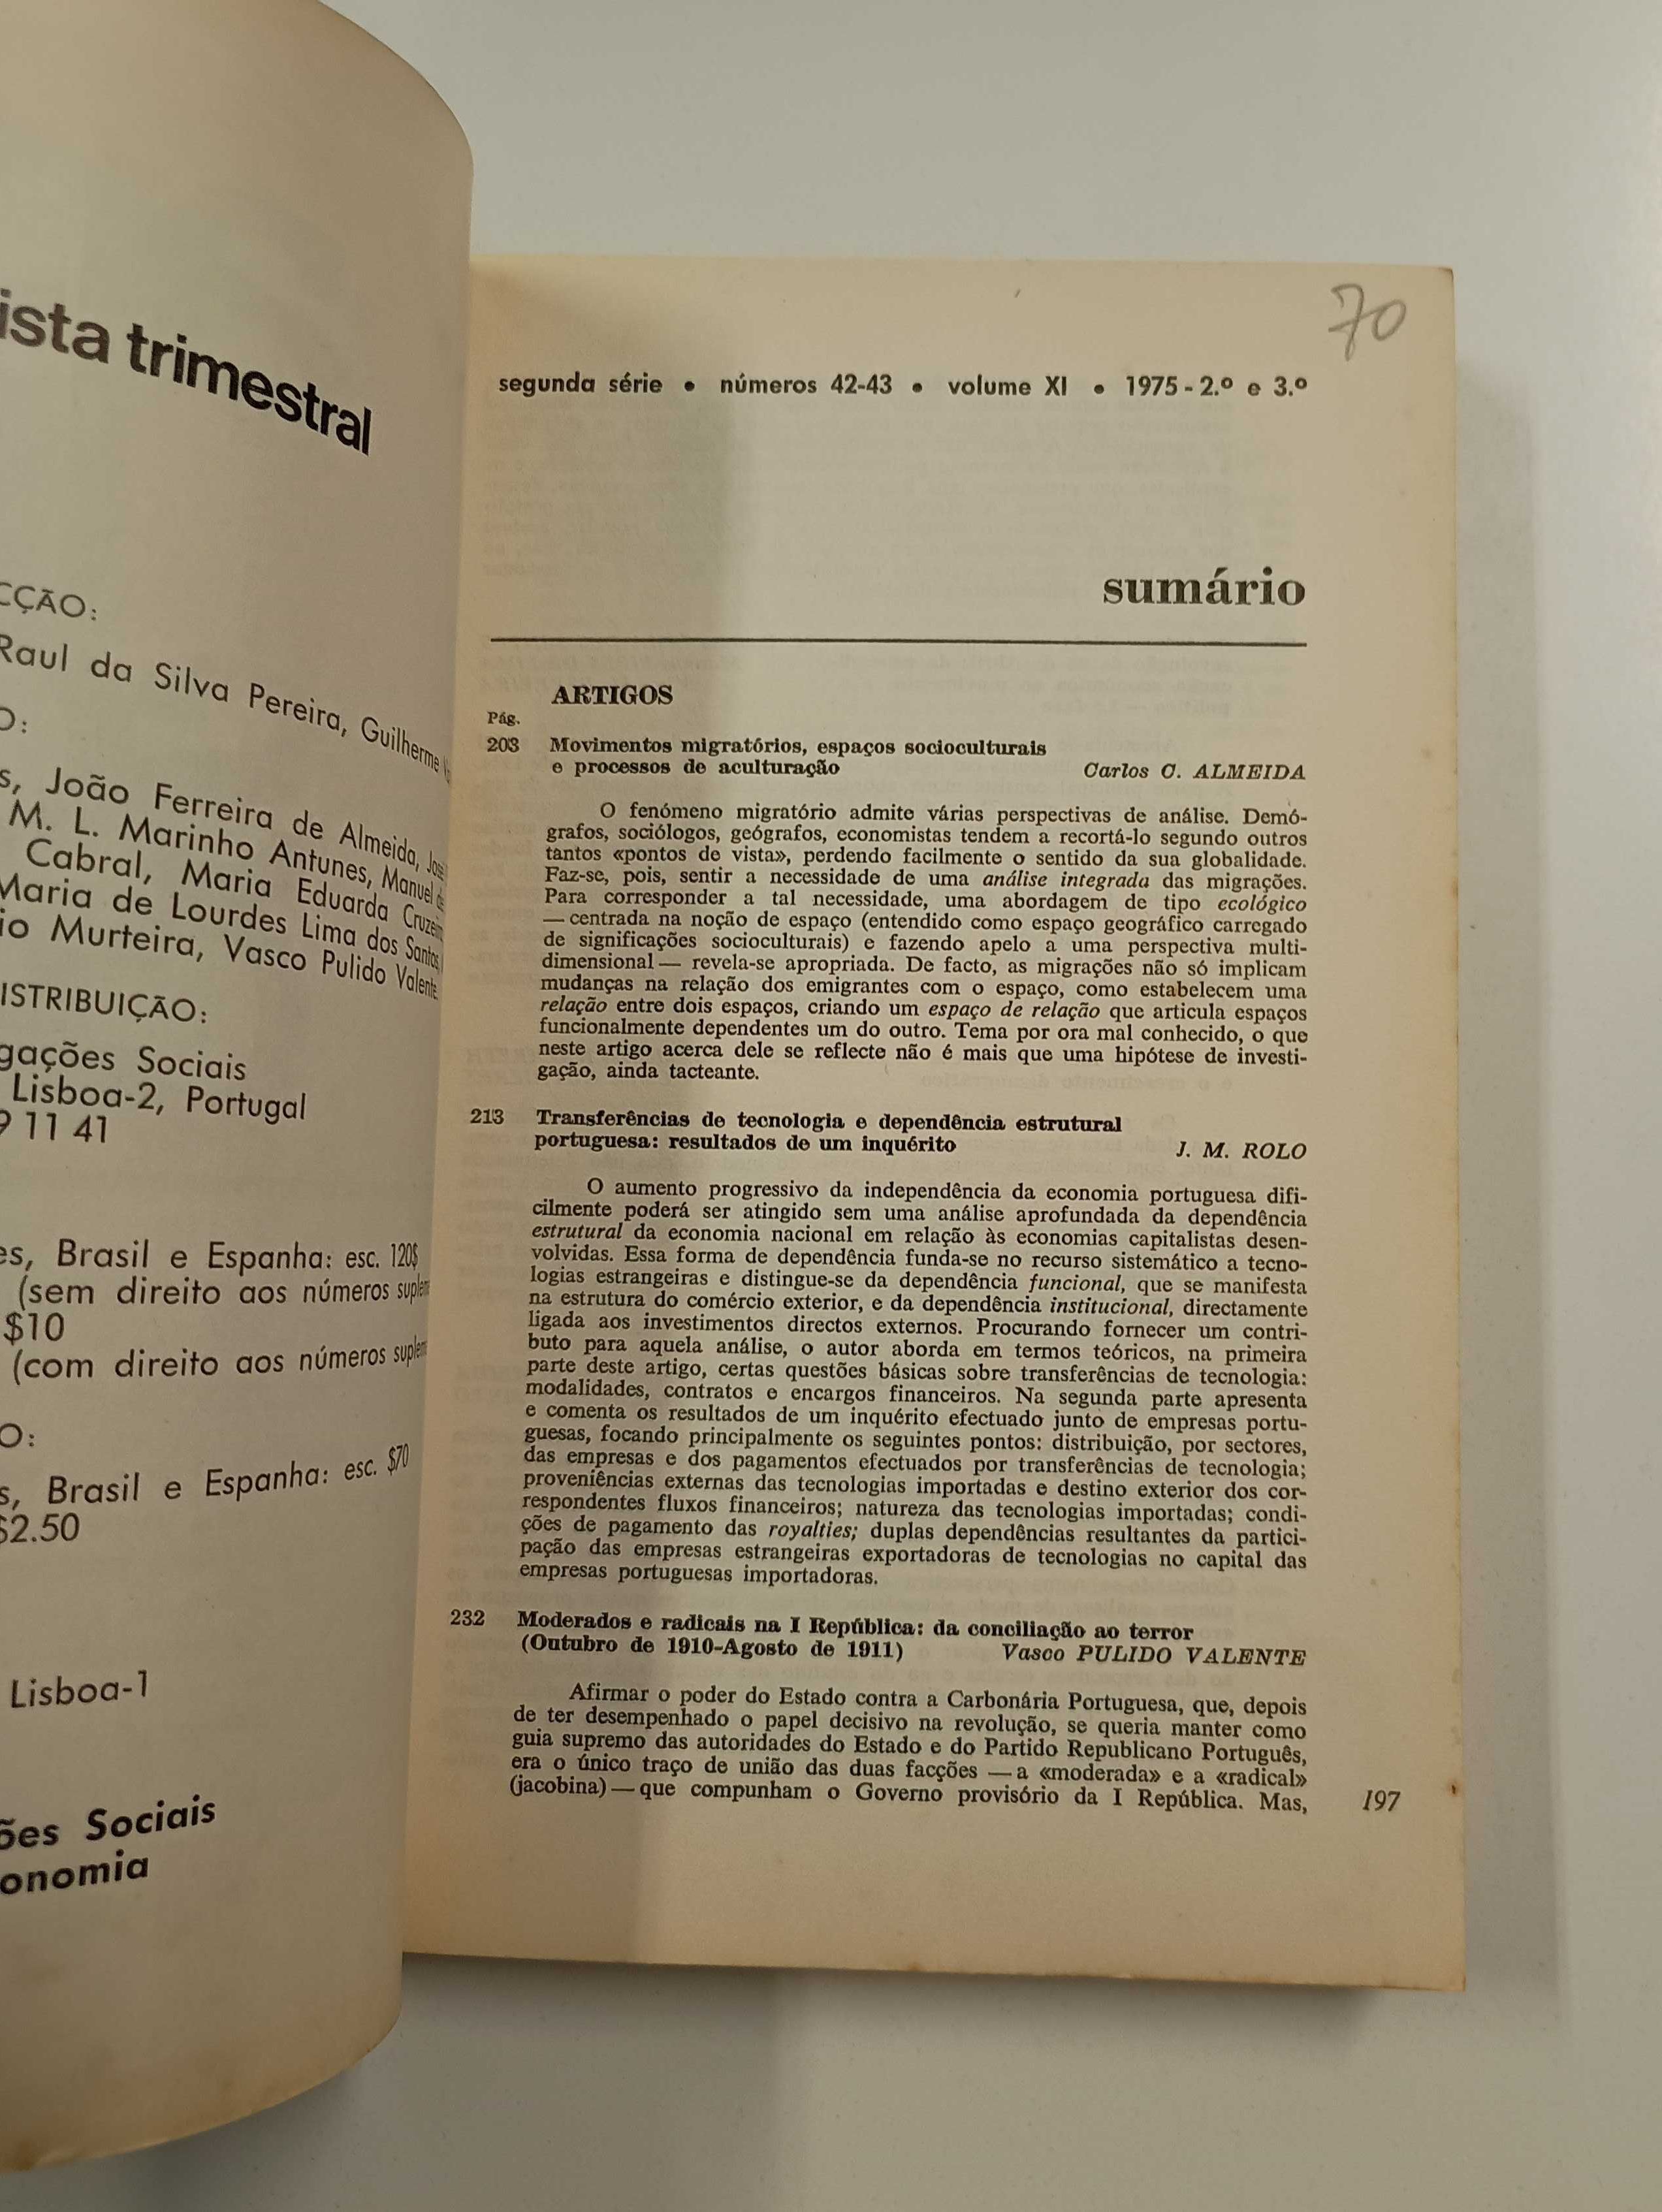 trimestral
Raul da Silva Pereira, Guilherme
João Ferreira de Almeida,
M. L. Marinho Antunes, Manuel
Cabral, Maria Eduarda
Maria de Lourdes Lima dos Santos,
Murteira, Vasco Pulido Valente
Sociais
Lisboa-2, Portugal
11 41
Brasil e Espanha: esc. 120$
(sem direito aos números
$10
(com direito aos números
Brasil e Espanha: esc. $70
$2.50
Lisboa-1
Sociais
70
segunda série • números 42-43 • volume XI • 1975 - 2.º e 3.º
sumário
ARTIGOS
Pág.
203 Movimentos migratórios, espaços socioculturais
e processos de aculturação Carlos C. ALMEIDA
O fenómeno migratório admite várias perspectivas de análise. Demó-
grafos, sociólogos, geógrafos, economistas tendem a recortá-lo segundo outros
tantos «pontos de vista», perdendo facilmente o sentido da sua globalidade.
Faz-se, pois, sentir a necessidade de uma análise integrada das migrações.
Para corresponder a tal necessidade, uma abordagem de tipo ecológico
— centrada na noção de espaço (entendido como espaço geográfico carregado
de significações socioculturais) e fazendo apelo a uma perspectiva multi-
dimensional — revela-se apropriada. De facto, as migrações não só implicam
mudanças na relação dos emigrantes com o espaço, como estabelecem uma
relação entre dois espaços, criando um espaço de relação que articula espaços
funcionalmente dependentes um do outro. Tema por ora mal conhecido, o que
neste artigo acerca dele se reflecte não é mais que uma hipótese de investi-
gação, ainda tacteante.
213 Transferências de tecnologia e dependência estrutural
portuguesa: resultados de um inquérito J. M. ROLO
O aumento progressivo da independência da economia portuguesa difi-
cilmente poderá ser atingido sem uma análise aprofundada da dependência
estrutural da economia nacional em relação às economias capitalistas desen-
volvidas. Essa forma de dependência funda-se no recurso sistemático a tecno-
logias estrangeiras e distingue-se da dependência funcional, que se manifesta
na estrutura do comércio exterior, e da dependência institucional, directamente
ligada aos investimentos directos externos. Procurando fornecer um contri-
buto para aquela análise, o autor aborda em termos teóricos, na primeira
parte deste artigo, certas questões básicas sobre transferências de tecnologia:
modalidades, contratos e encargos financeiros. Na segunda parte apresenta
e comenta os resultados de um inquérito efectuado junto de empresas portu-
guesas, focando principalmente os seguintes pontos: distribuição, por sectores,
das empresas e dos pagamentos efectuados por transferências de tecnologia;
proveniências externas das tecnologias importadas e destino exterior dos cor-
respondentes fluxos financeiros; natureza das tecnologias importadas; condi-
ções de pagamento das royalties; duplas dependências resultantes da partici-
pação das empresas estrangeiras exportadoras de tecnologias no capital das
empresas portuguesas importadoras.
232 Moderados e radicais na I República: da conciliação ao terror
(Outubro de 1910-Agosto de 1911) Vasco PULIDO VALENTE
Afirmar o poder do Estado contra a Carbonária Portuguesa, que, depois
de ter desempenhado o papel decisivo na revolução, se queria manter como
guia supremo das autoridades do Estado e do Partido Republicano Português,
era o único traço de união das duas facções — a «moderada» e a «radical»
(jacobina) — que compunham o Governo provisório da I República. Mas,
197